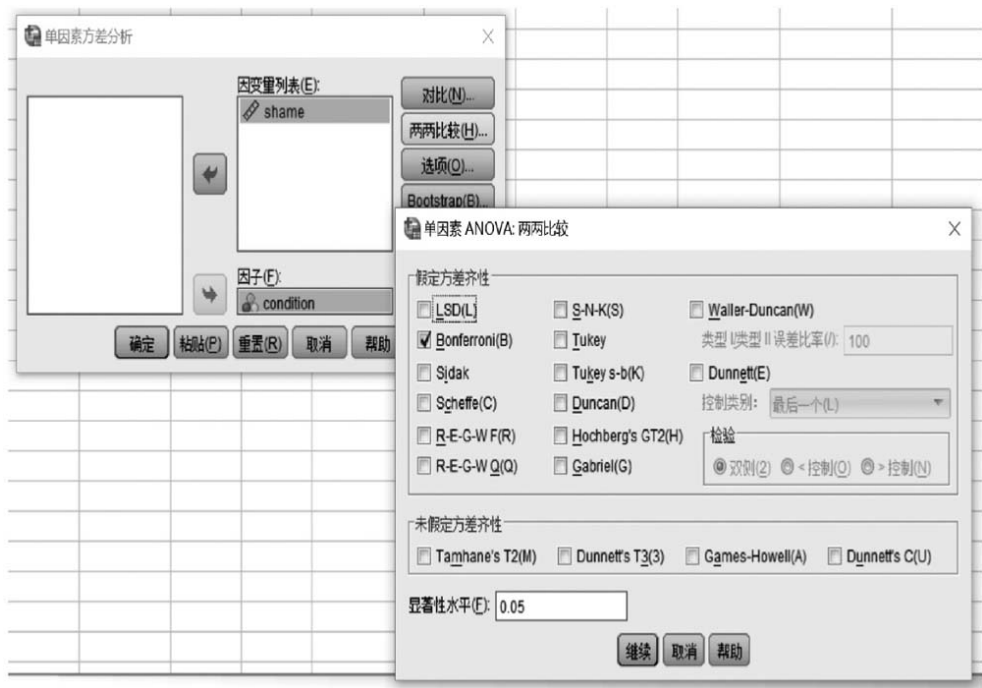 单因素方差分析
因变量列表(E):
shame
对比(N)...
两两比较(H)...
选项(O)...
Bootstrap(B)...
因子(F):
condition
确定 粘贴(P) 重置(R) 取消 帮助
单因素 ANOVA: 两两比较
假定方差齐性
LSD(L) S-N-K(S) Waller-Duncan(W)
Bonferroni(B) Tukey 类型 I/类型 II 误差比率(/): 100
Sidak Tukey s-b(K) Dunnett(E)
Scheffe(C) Duncan(D) 控制类别: 最后一个(L)
R-E-G-W F(R) Hochberg's GT2(H) 检验
R-E-G-W Q(Q) Gabriel(G) 双侧(2) < 控制(O) > 控制(N)
未假定方差齐性
Tamhane's T2(M) Dunnett's T3(3) Games-Howell(A) Dunnett's C(U)
显著性水平(F): 0.05
继续 取消 帮助